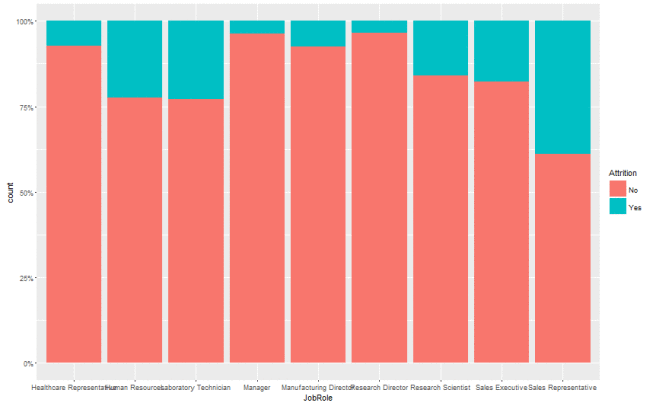 100%
75%
50%
25%
0%
count
Healthcare Representative Human Resources Laboratory Technician Manager Manufacturing Director Research Director Research Scientist Sales Executive Sales Representative
JobRole
Attrition
No
Yes